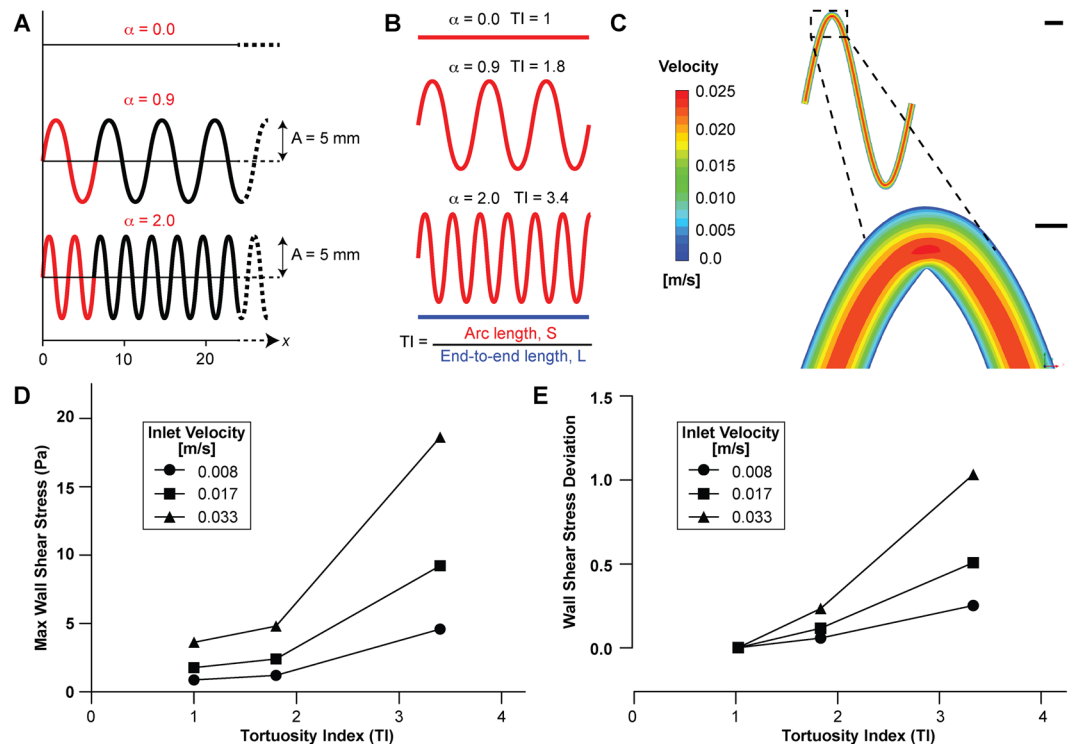 A
α = 0.0
α = 0.9
A = 5 mm
α = 2.0
A = 5 mm
x
0 10 20
B
α = 0.0 TI = 1
α = 0.9 TI = 1.8
α = 2.0 TI = 3.4
TI = Arc length, S
End-to-end length, L
C
Velocity
0.025
0.020
0.015
0.010
0.005
0.0
[m/s]
D
Max Wall Shear Stress (Pa)
20
15
10
5
0
Inlet Velocity
[m/s]
0.008
0.017
0.033
0 1 2 3 4
Tortuosity Index (TI)
E
Wall Shear Stress Deviation
1.5
1.0
0.5
0.0
Inlet Velocity
[m/s]
0.008
0.017
0.033
0 1 2 3 4
Tortuosity Index (TI)